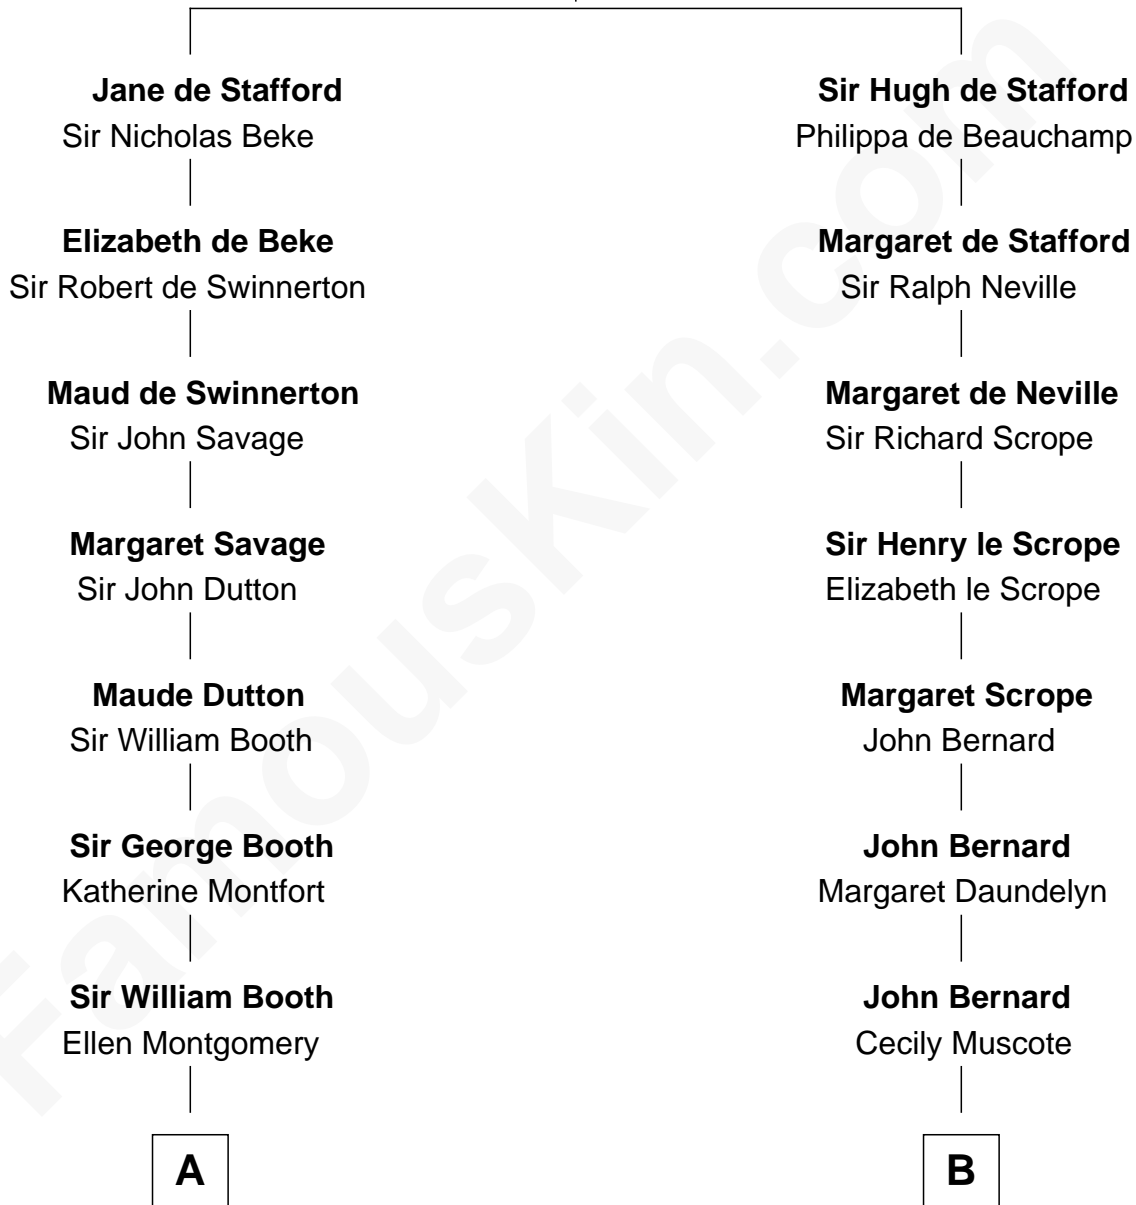 Jane de Stafford
Sir Nicholas Beke
Elizabeth de Beke
Sir Robert de Swinnerton
Maud de Swinnerton
Sir John Savage
Margaret Savage
Sir John Dutton
Maude Dutton
Sir William Booth
Sir George Booth
Katherine Montfort
Sir William Booth
Ellen Montgomery
A
Sir Hugh de Stafford
Philippa de Beauchamp
Margaret de Stafford
Sir Ralph Neville
Margaret de Neville
Sir Richard Scrope
Sir Henry le Scrope
Elizabeth le Scrope
Margaret Scrope
John Bernard
John Bernard
Margaret Daundelyn
John Bernard
Cecily Muscote
B
FamousKin.com